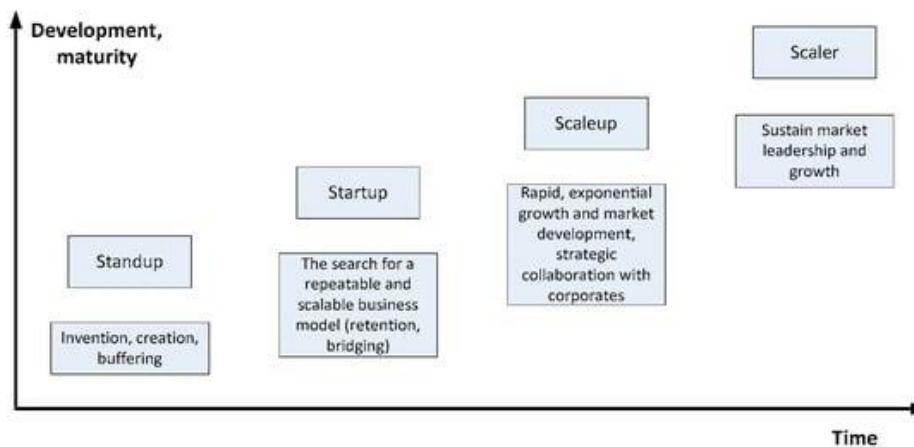 Development,
maturity
Scaler
Sustain market
leadership and
growth
Scaleup
Rapid, exponential
growth and market
development,
strategic
collaboration with
corporates
Startup
The search for a
repeatable and
scalable business
model (retention,
bridging)
Standup
Invention, creation,
buffering
Time